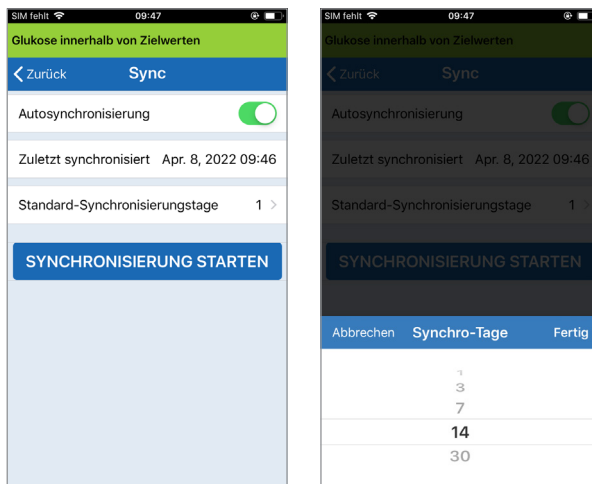 SIM fehlt 09:47
Glukose innerhalb von Zielwerten
Zurück Sync
Autosynchronisierung
Zuletzt synchronisiert Apr. 8, 2022 09:46
Standard-Synchronisierungstage 1
SYNCHRONISIERUNG STARTEN
SIM fehlt 09:47
Glukose innerhalb von Zielwerten
Zurück Sync
Autosynchronisierung
Zuletzt synchronisiert Apr. 8, 2022 09:46
Standard-Synchronisierungstage 1
SYNCHRONISIERUNG STARTEN
Abbrechen Synchro-Tage Fertig
1
3
7
14
30